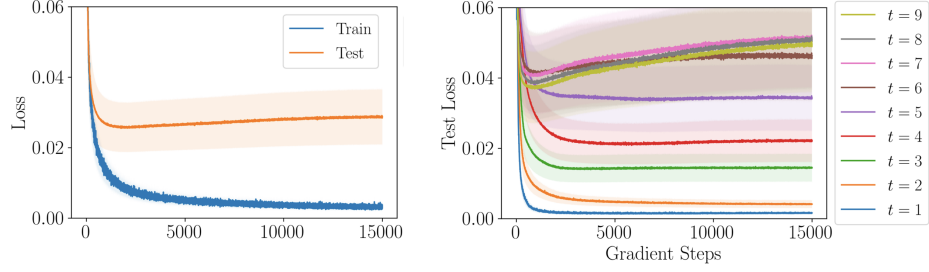 Loss
0.06
0.04
0.02
0.00
0
5000
10000
15000
Train
Test
Test Loss
0.06
0.04
0.02
0.00
0
5000
10000
15000
Gradient Steps
t = 9
t = 8
t = 7
t = 6
t = 5
t = 4
t = 3
t = 2
t = 1